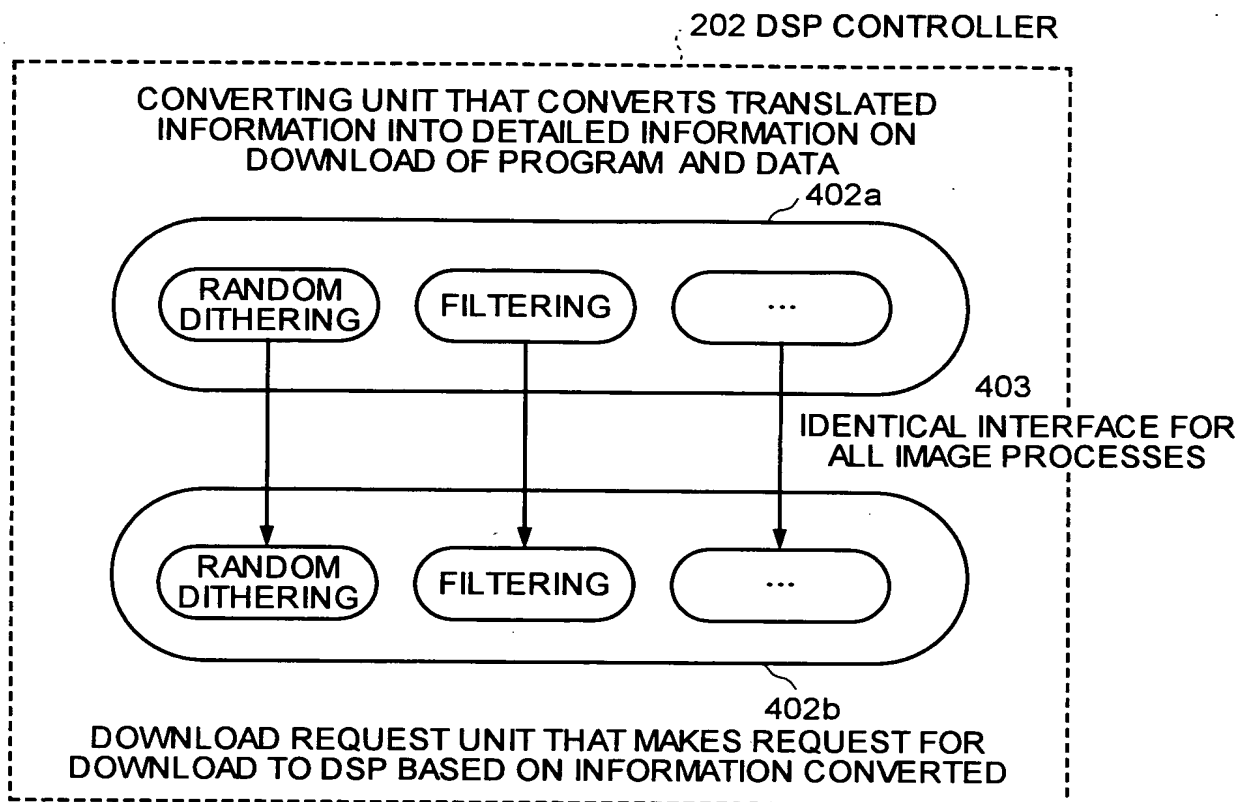 202 DSP CONTROLLER
CONVERTING UNIT THAT CONVERTS TRANSLATED
INFORMATION INTO DETAILED INFORMATION ON
DOWNLOAD OF PROGRAM AND DATA
402a
RANDOM
DITHERING
FILTERING
...
403
IDENTICAL INTERFACE FOR
ALL IMAGE PROCESSES
RANDOM
DITHERING
FILTERING
...
402b
DOWNLOAD REQUEST UNIT THAT MAKES REQUEST FOR
DOWNLOAD TO DSP BASED ON INFORMATION CONVERTED